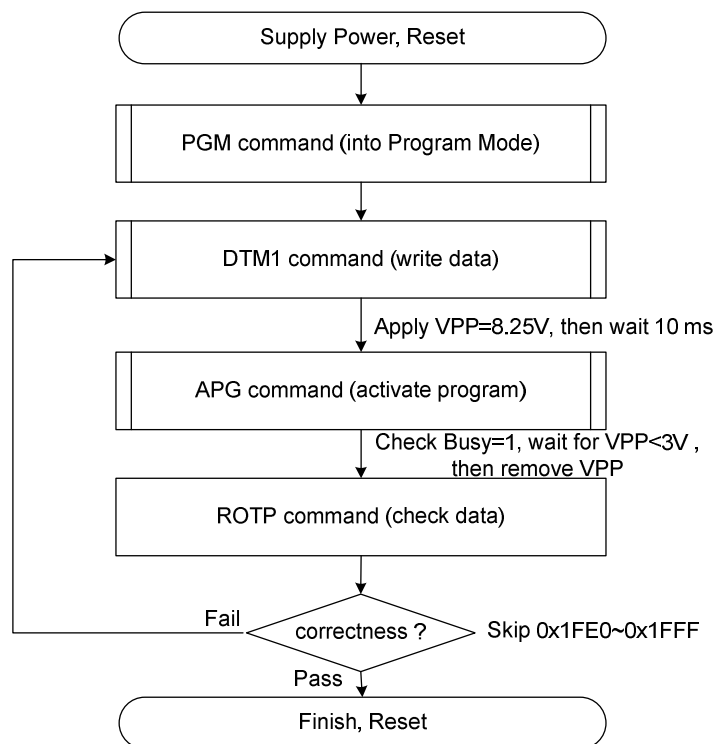 Supply Power, Reset
PGM command (into Program Mode)
DTM1 command (write data)
Apply VPP=8.25V, then wait 10 ms
APG command (activate program)
Check Busy=1, wait for VPP<3V ,
then remove VPP
ROTP command (check data)
Fail
correctness ?
Skip 0x1FE0~0x1FFF
Pass
Finish, Reset